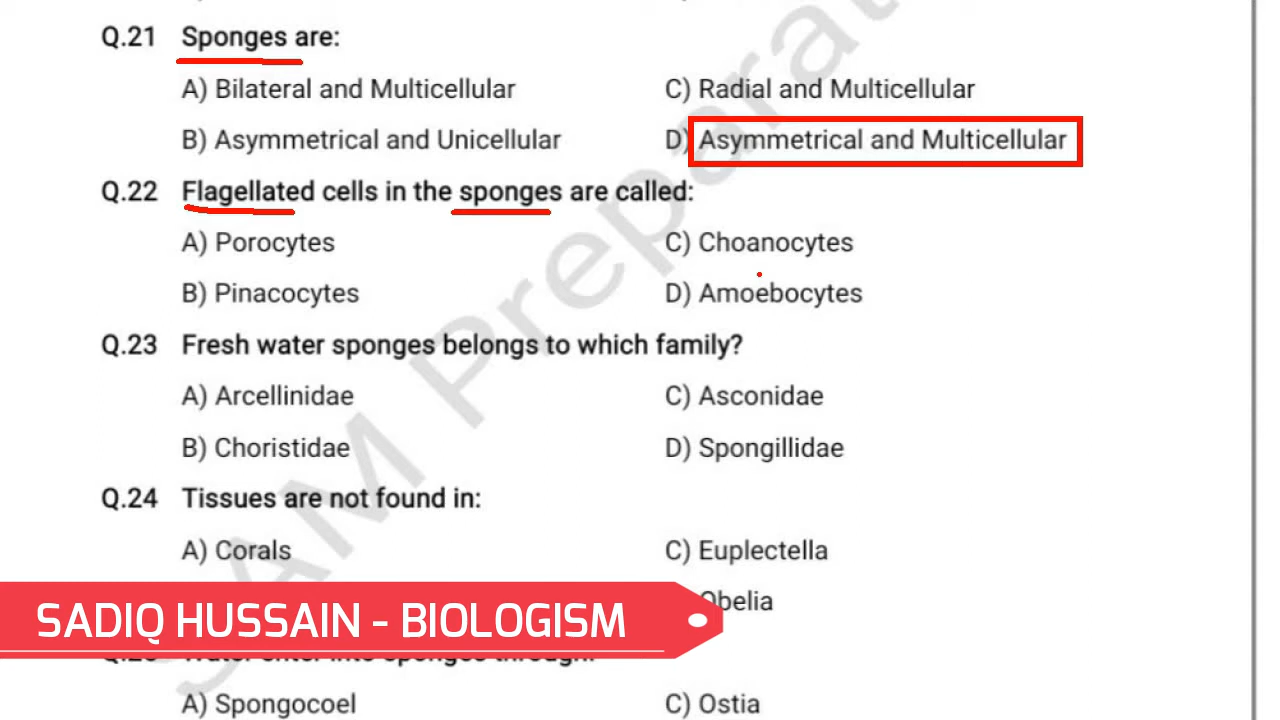 Q.21 Sponges are:
A) Bilateral and Multicellular C) Radial and Multicellular
B) Asymmetrical and Unicellular D) Asymmetrical and Multicellular
Q.22 Flagellated cells in the sponges are called:
A) Porocytes C) Choanocytes
B) Pinacocytes D) Amoebocytes
Q.23 Fresh water sponges belongs to which family?
A) Arcellinidae C) Asconidae
B) Choristidae D) Spongillidae
Q.24 Tissues are not found in:
A) Corals C) Euplectella
Obelia
SADIQ HUSSAIN - BIOLOGISM
A) Spongocoel C) Ostia